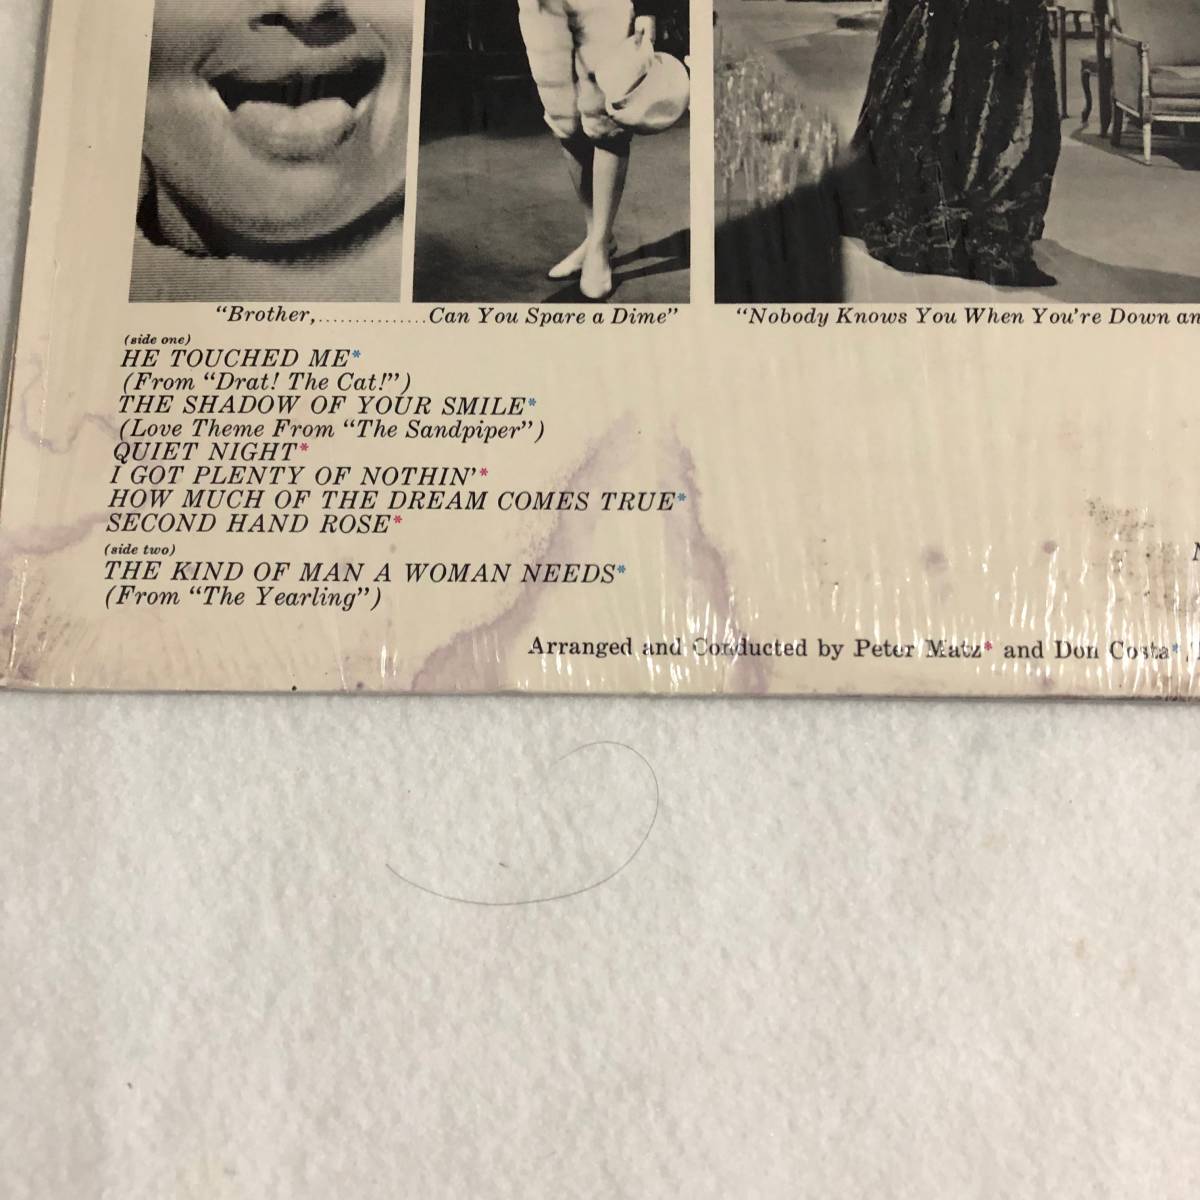 "Brother,...............Can You Spare a Dime"
"Nobody Knows You When You're Down an
(side one)
HE TOUCHED ME*
(From "Drat! The Cat!")
THE SHADOW OF YOUR SMILE*
(Love Theme From "The Sandpiper")
QUIET NIGHT*
I GOT PLENTY OF NOTHIN'*
HOW MUCH OF THE DREAM COMES TRUE*
SECOND HAND ROSE*
(side two)
THE KIND OF MAN A WOMAN NEEDS*
(From "The Yearling")
Arranged and Conducted by Peter Matz* and Don Costa*